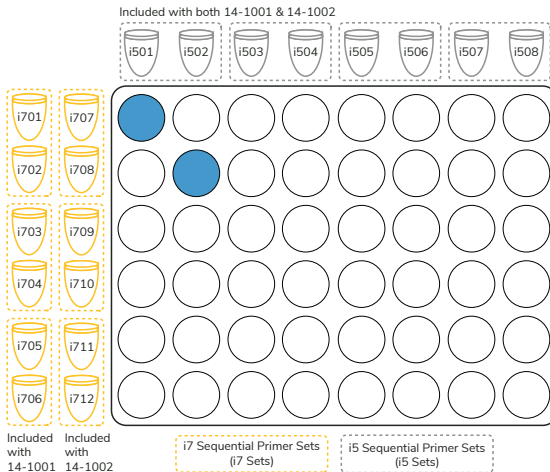 Included with both 14-1001 & 14-1002
i501 i502 i503 i504 i505 i506 i507 i508
i701 i707
i702 i708
i703 i709
i704 i710
i705 i711
i706 i712
Included with 14-1001
Included with 14-1002
i7 Sequential Primer Sets
(i7 Sets)
i5 Sequential Primer Sets
(i5 Sets)